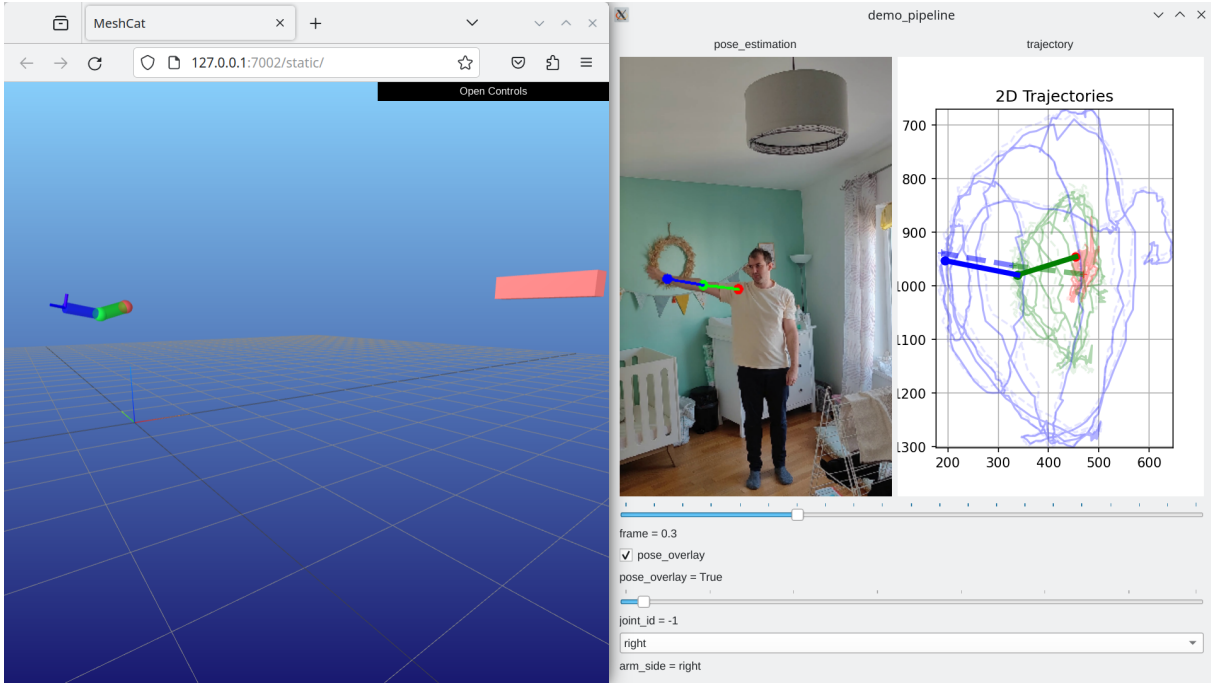 MeshCat
127.0.0.1:7002/static/
Open Controls
demo_pipeline
pose_estimation
trajectory
2D Trajectories
700
800
900
1000
1100
1200
1300
200 300 400 500 600
frame = 0.3
pose_overlay
pose_overlay = True
joint_id = -1
right
arm_side = right